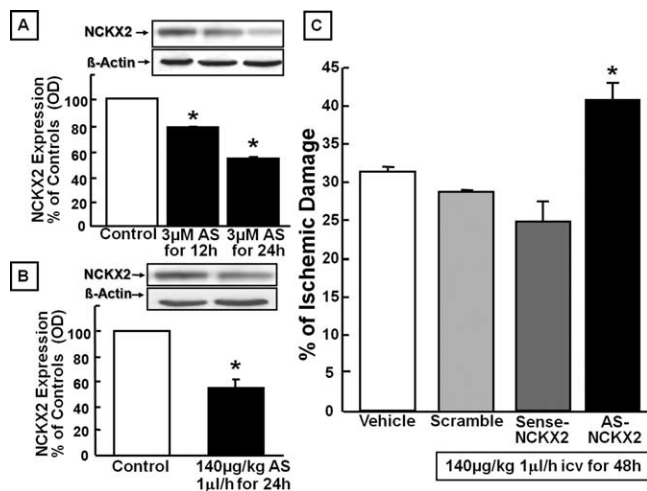 A
NCKX2
ß-Actin
NCKX2 Expression
% of Controls (OD)
100
80
60
40
20
0
*
*
Control
3µM AS
for 12h
3µM AS
for 24h
B
NCKX2
ß-Actin
NCKX2 Expression
% of Controls (OD)
100
80
60
40
20
0
*
Control
140µg/kg AS
1µl/h for 24h
C
% of Ischemic Damage
45
40
35
30
25
20
15
10
5
0
*
Vehicle
Scramble
Sense-
NCKX2
AS-
NCKX2
140µg/kg 1µl/h icv for 48h